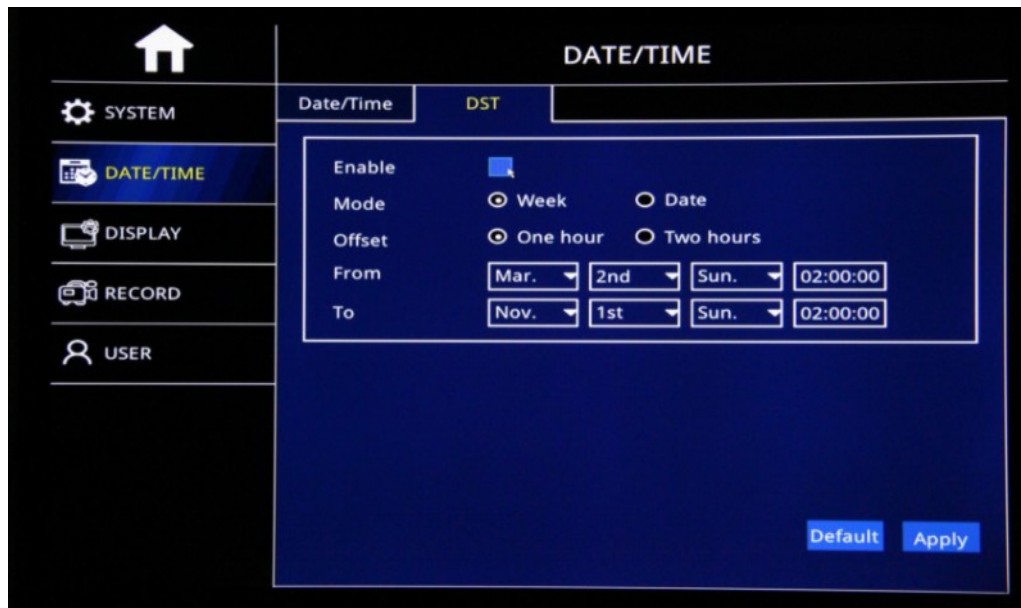 DATE/TIME
SYSTEM
DATE/TIME
DISPLAY
RECORD
USER
Date/Time DST
Enable
Mode Week Date
Offset One hour Two hours
From Mar. 2nd Sun. 02:00:00
To Nov. 1st Sun. 02:00:00
Default Apply